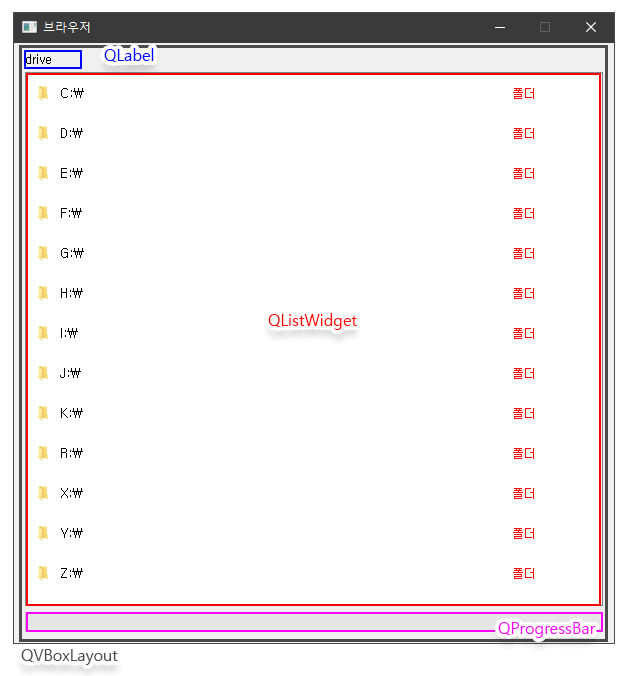 브라우저
drive QLabel
C:₩ 폴더
D:₩ 폴더
E:₩ 폴더
F:₩ 폴더
G:₩ 폴더
H:₩ 폴더
QListWidget
I:₩ 폴더
J:₩ 폴더
K:₩ 폴더
R:₩ 폴더
X:₩ 폴더
Y:₩ 폴더
Z:₩ 폴더
QProgressBar
QVBoxLayout